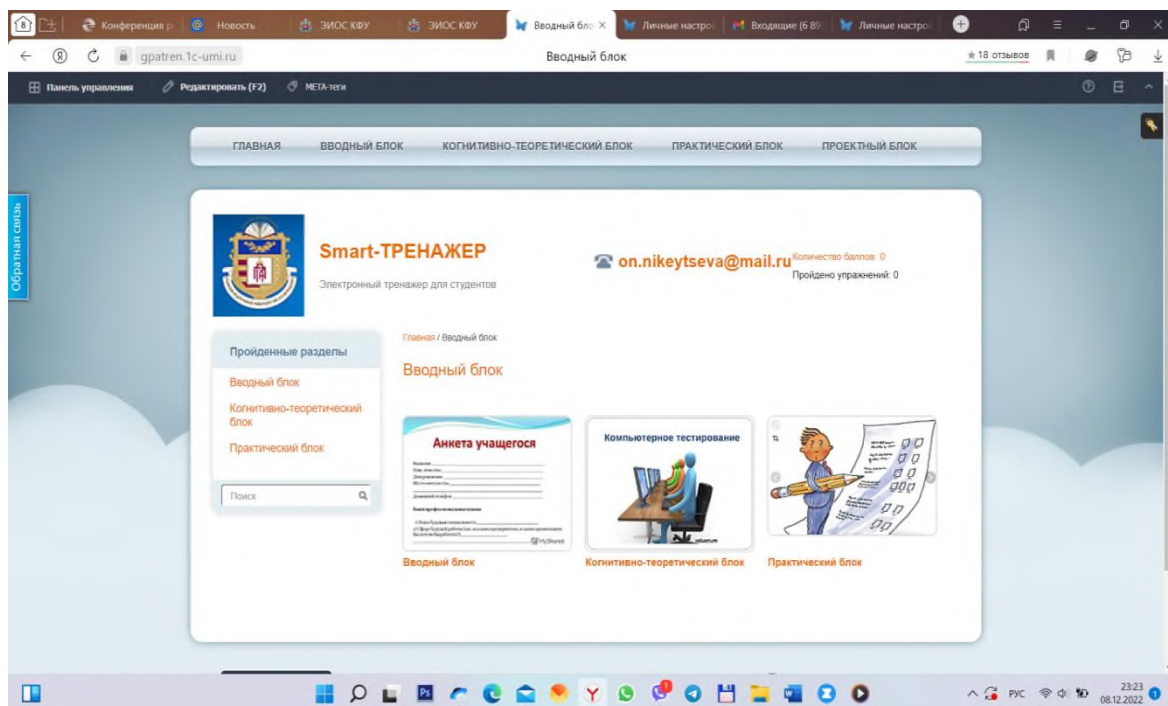 8
Конференция р
Новость
ЭИОС КФУ
ЭИОС КФУ
Вводный бло
Личные настрой
Входящие (6 89
Личные настрой
gpatren.1c-umi.ru
Вводный блок
18 отзывов
Панель управления
Редактировать (F2)
МЕТА-теги
ГЛАВНАЯ
ВВОДНЫЙ БЛОК
КОГНИТИВНО-ТЕОРЕТИЧЕСКИЙ БЛОК
ПРАКТИЧЕСКИЙ БЛОК
ПРОЕКТНЫЙ БЛОК
Обратная связь
Smart-ТРЕНАЖЕР
Электронный тренажер для студентов
on.nikeytseva@mail.ru
Количество баллов: 0
Пройдено упражнений: 0
Пройденные разделы
Вводный блок
Когнитивно-теоретический
блок
Практический блок
Поиск
Главная / Вводный блок
Вводный блок
Анкета учащегося
MyShared
Вводный блок
Компьютерное тестирование
Когнитивно-теоретический блок
Практический блок
РУС
23:23
08.12.2022
1